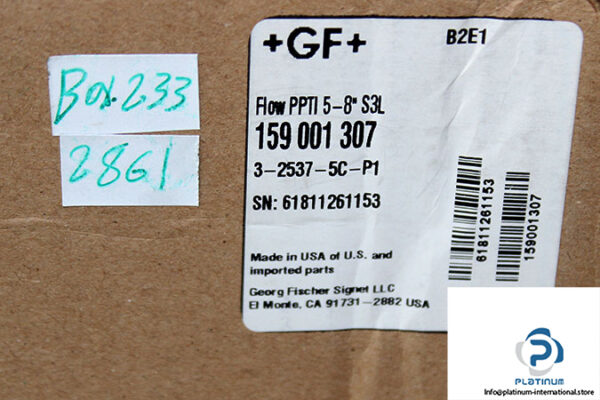 Box.233
2861
+GF+
B2E1
Flow PPTI 5-8" S3L
159 001 307
3-2537-5C-P1
SN: 61811261153
61811261153
159001307
Made in USA of U.S. and
imported parts
Georg Fischer Signet LLC
El Monte, CA 91731-2882 USA
PLATINUM
Info@platinum-international.store